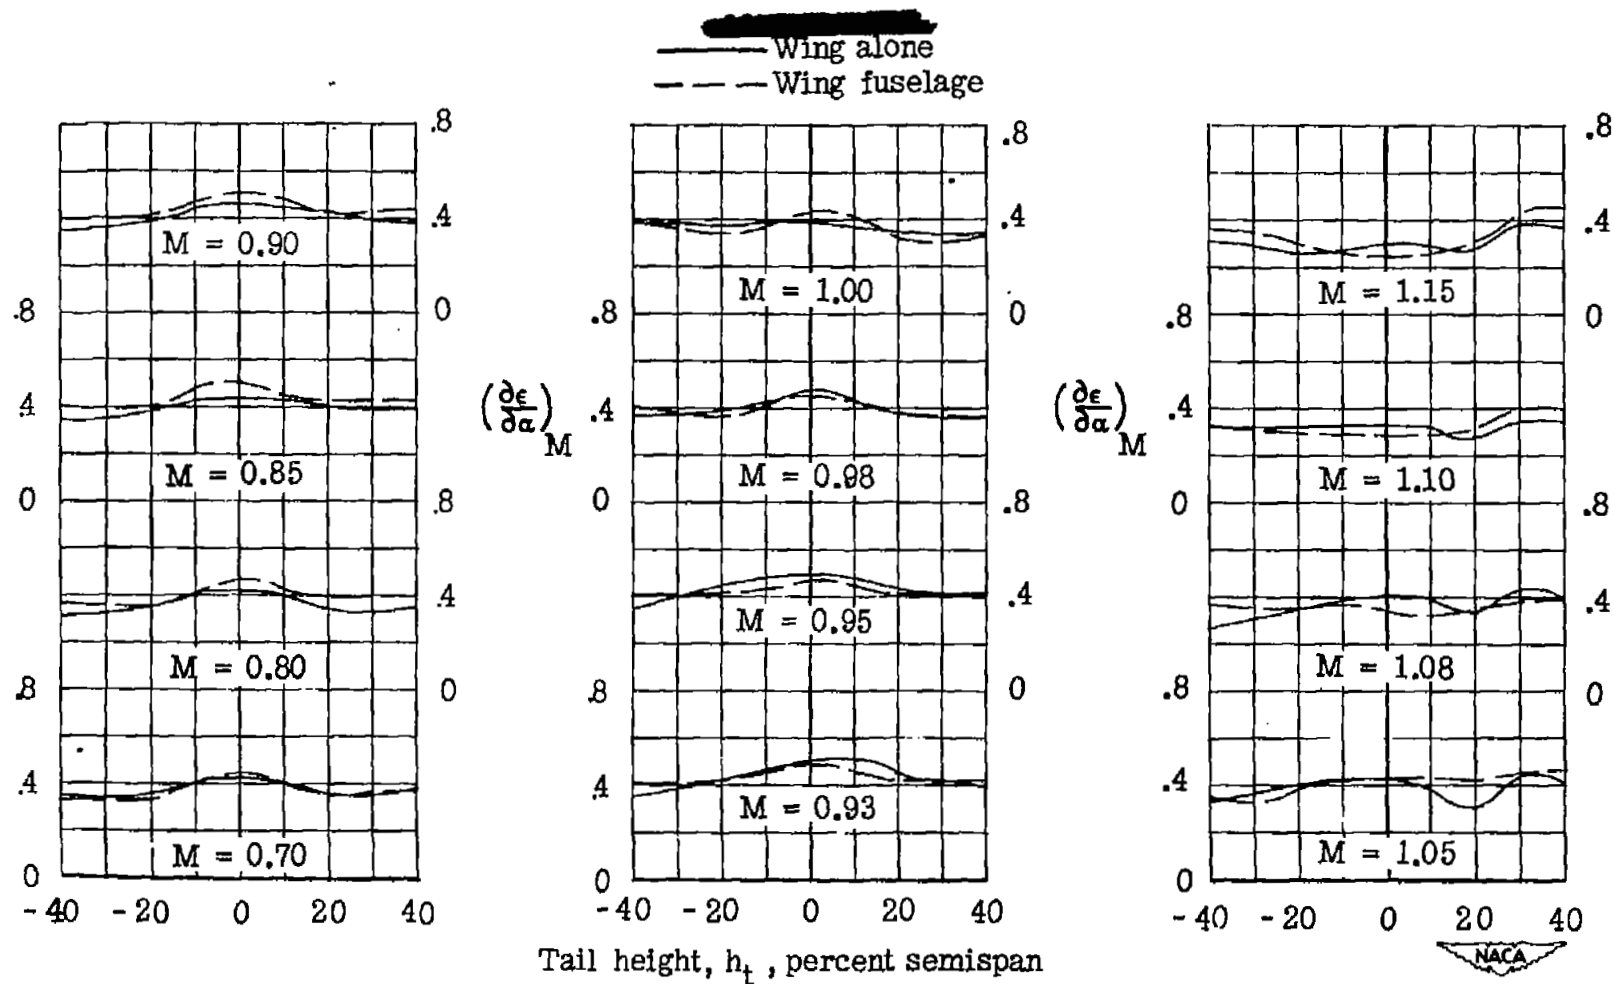 Wing alone
Wing fuselage
.8 .8 .8
.4 .4 .4
M = 0.90
M = 1.00 M = 1.15
.8 0 .8 0 .8 0
.4 (∂ε/∂α)M .4 (∂ε/∂α)M .4
M = 0.85 M = 0.98 M = 1.10
0 .8 0 .8 0 .8
.4 .4 .4
M = 0.95
M = 0.80 M = 1.08
.8 0 .8 0 .8 0
.4 .4 .4
M = 0.93
M = 0.70 M = 1.05
0 0 0
-40 -20 0 20 40 -40 -20 0 20 40 -40 -20 0 20 40
Tail height, ht , percent semispan
NACA